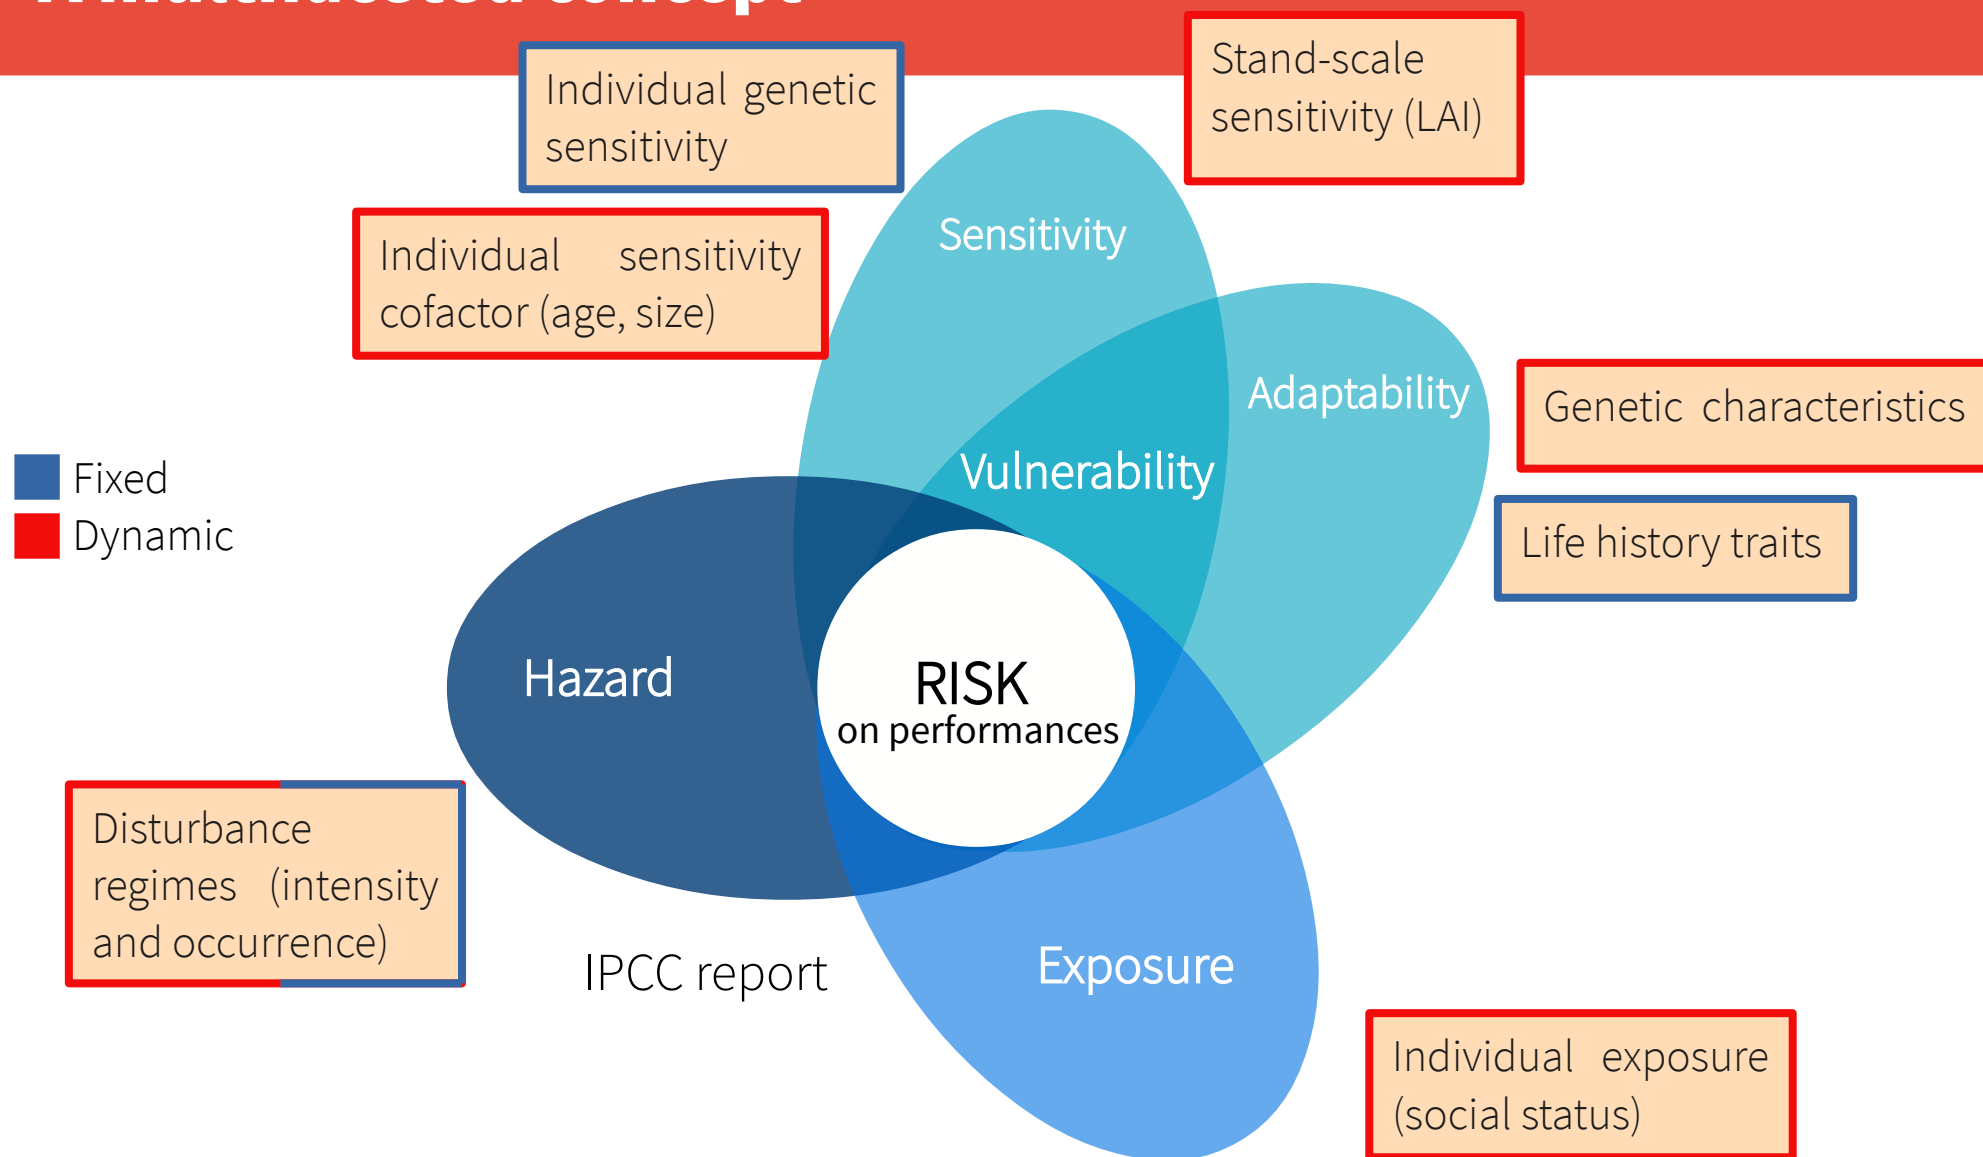 A multifaceted concept
Individual genetic
sensitivity
Stand-scale
sensitivity (LAI)
Individual sensitivity
cofactor (age, size)
Sensitivity
Adaptability
Genetic characteristics
Vulnerability
Fixed
Dynamic
Life history traits
Hazard
RISK
on performances
Disturbance
regimes (intensity
and occurrence)
IPCC report
Exposure
Individual exposure
(social status)